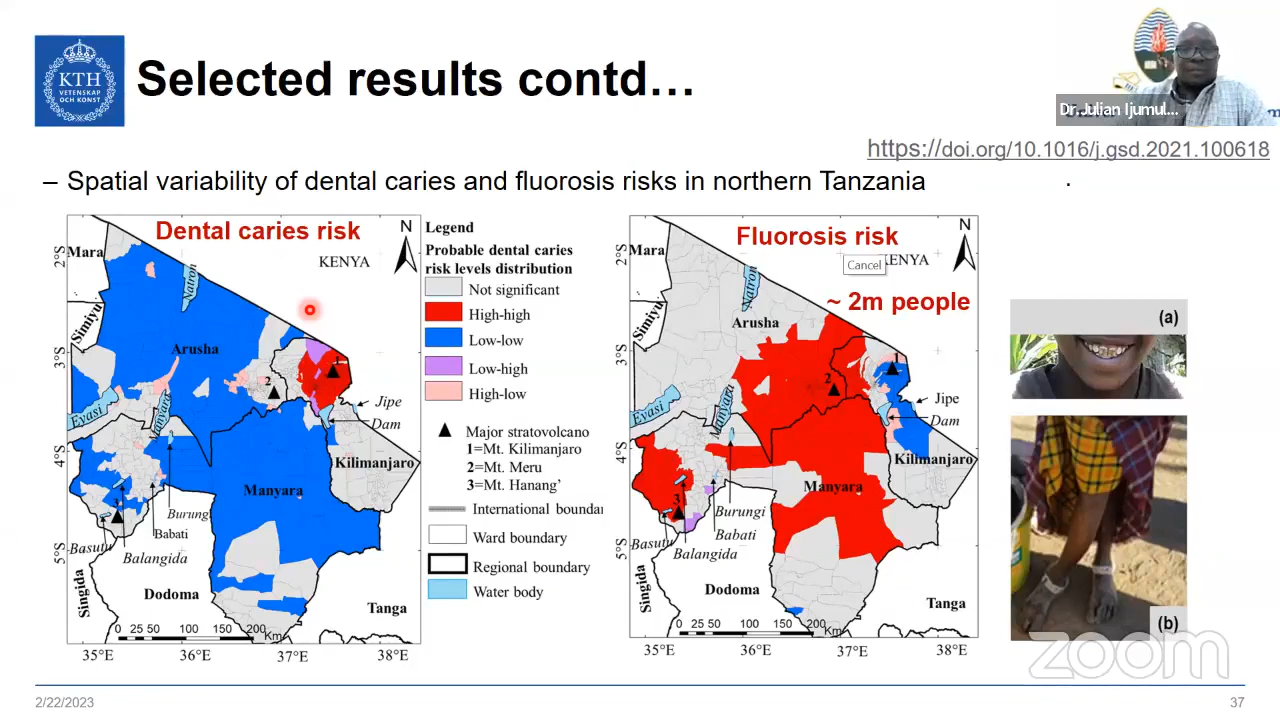 KTH
VETENSKAP
OCH KONST
Selected results contd…
Dr. Julian Ijumul...
https://doi.org/10.1016/j.gsd.2021.100618
– Spatial variability of dental caries and fluorosis risks in northern Tanzania
Dental caries risk
N
Mara
KENYA
2°S
Natron
Simiyu
Arusha
3°S
1
2
Eyasi
Manyara
Jipe
Dam
4°S
Kilimanjaro
Manyara
3
Burungi
Babati
Basutu
Balangida
5°S
Singida
Dodoma
Tanga
0 25 50 100 150 200
Km
35°E 36°E 37°E 38°E
Legend
Probable dental caries
risk levels distribution
Not significant
High-high
Low-low
Low-high
High-low
Major stratovolcano
1=Mt. Kilimanjaro
2=Mt. Meru
3=Mt. Hanang’
International boundar
Ward boundary
Regional boundary
Water body
Fluorosis risk
N
Mara
KENYA
Cancel
~ 2m people
2°S
Natron
Simiyu
Arusha
3°S
1
2
Eyasi
Manyara
Jipe
Dam
4°S
Kilimanjaro
Manyara
3
Burungi
Babati
Basutu
Balangida
5°S
Singida
Dodoma
Tanga
0 25 50 100 150 200
Km
35°E 36°E 37°E 38°E
(a)
(b)
zoom
2/22/2023
37